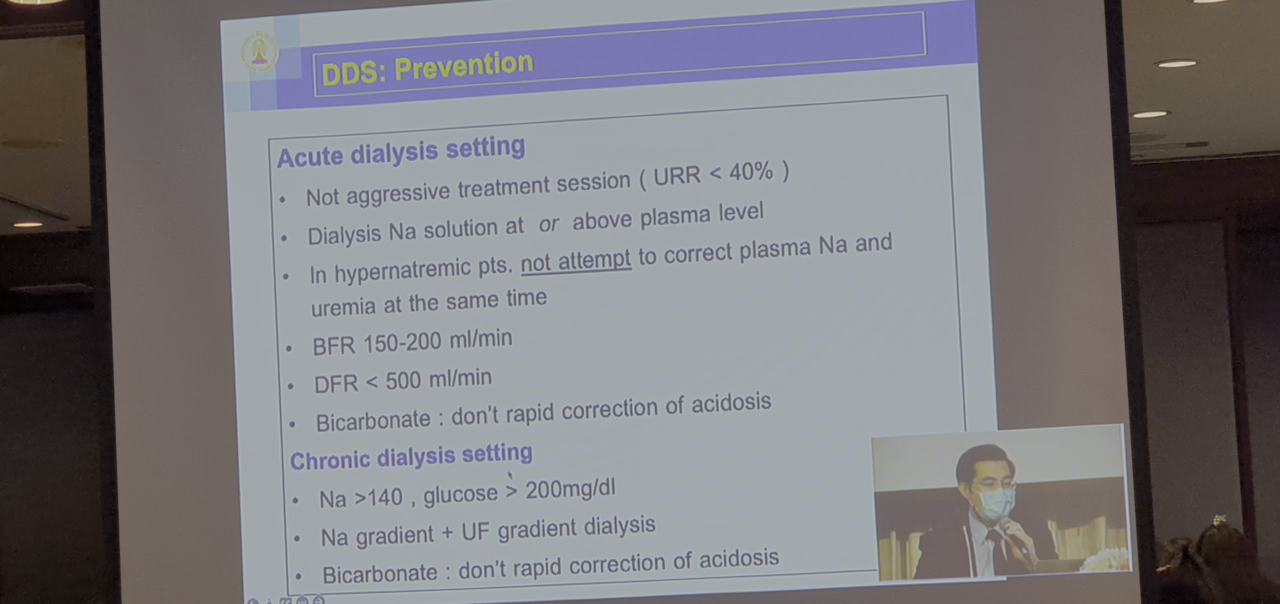 DDS: Prevention
Acute dialysis setting
• Not aggressive treatment session ( URR < 40% )
• Dialysis Na solution at or above plasma level
• In hypernatremic pts. not attempt to correct plasma Na and
uremia at the same time
• BFR 150-200 ml/min
• DFR < 500 ml/min
• Bicarbonate : don't rapid correction of acidosis
Chronic dialysis setting
• Na >140 , glucose > 200mg/dl
• Na gradient + UF gradient dialysis
• Bicarbonate : don't rapid correction of acidosis